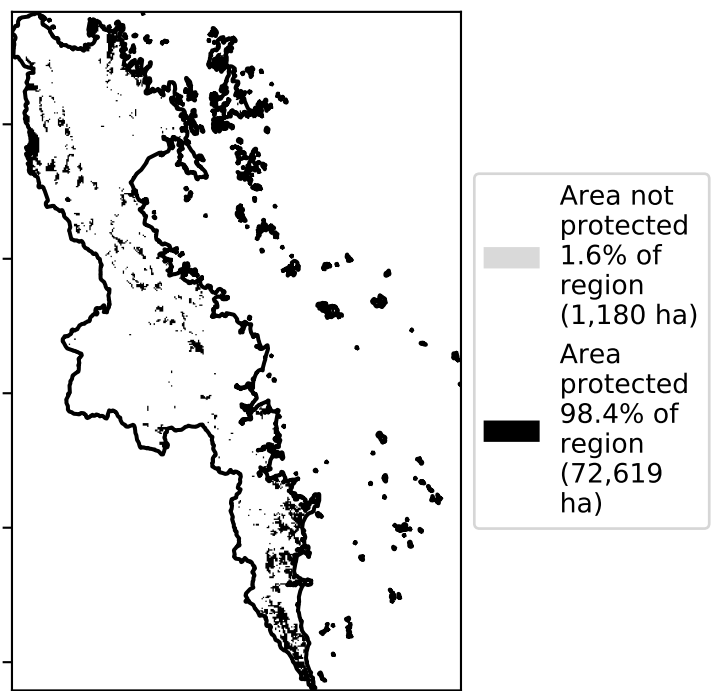 Area not
protected
1.6% of
region
(1,180 ha)
Area
protected
98.4% of
region
(72,619
ha)